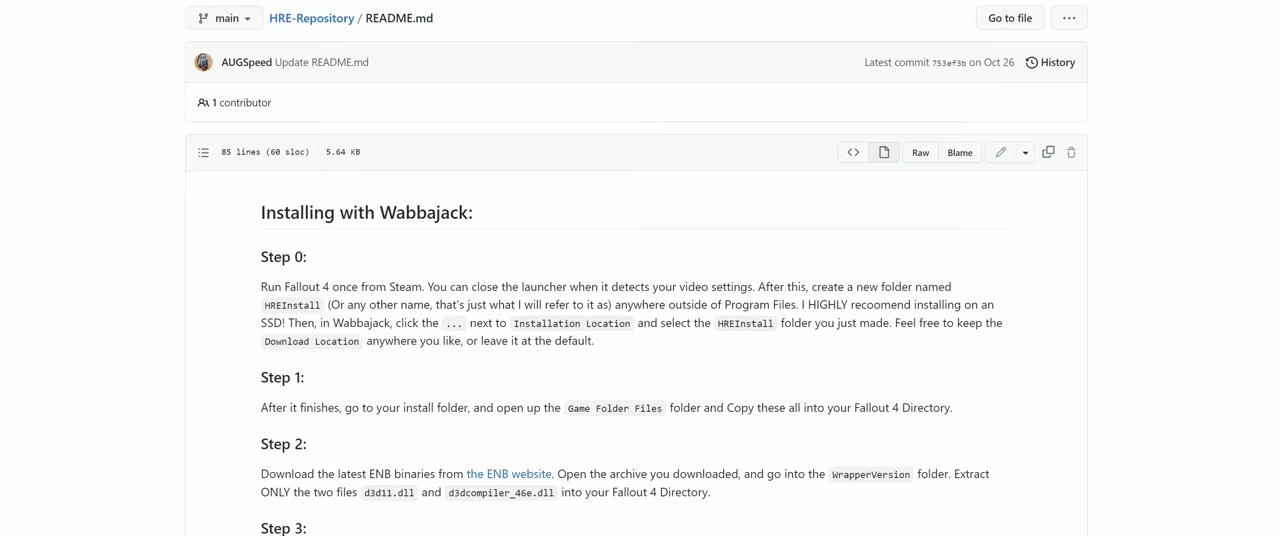 main HRE-Repository / README.md Go to file ...
AUGSpeed Update README.md Latest commit 753ef3b on Oct 26 History
1 contributor
85 lines (60 sloc) 5.64 KB Raw Blame
Installing with Wabbajack:
Step 0:
Run Fallout 4 once from Steam. You can close the launcher when it detects your video settings. After this, create a new folder named
HREInstall (Or any other name, that's just what I will refer to it as) anywhere outside of Program Files. I HIGHLY recoomend installing on an
SSD! Then, in Wabbajack, click the ... next to Installation Location and select the HREInstall folder you just made. Feel free to keep the
Download Location anywhere you like, or leave it at the default.
Step 1:
After it finishes, go to your install folder, and open up the Game Folder Files folder and Copy these all into your Fallout 4 Directory.
Step 2:
Download the latest ENB binaries from the ENB website. Open the archive you downloaded, and go into the WrapperVersion folder. Extract
ONLY the two files d3d11.dll and d3dcompiler_46e.dll into your Fallout 4 Directory.
Step 3: